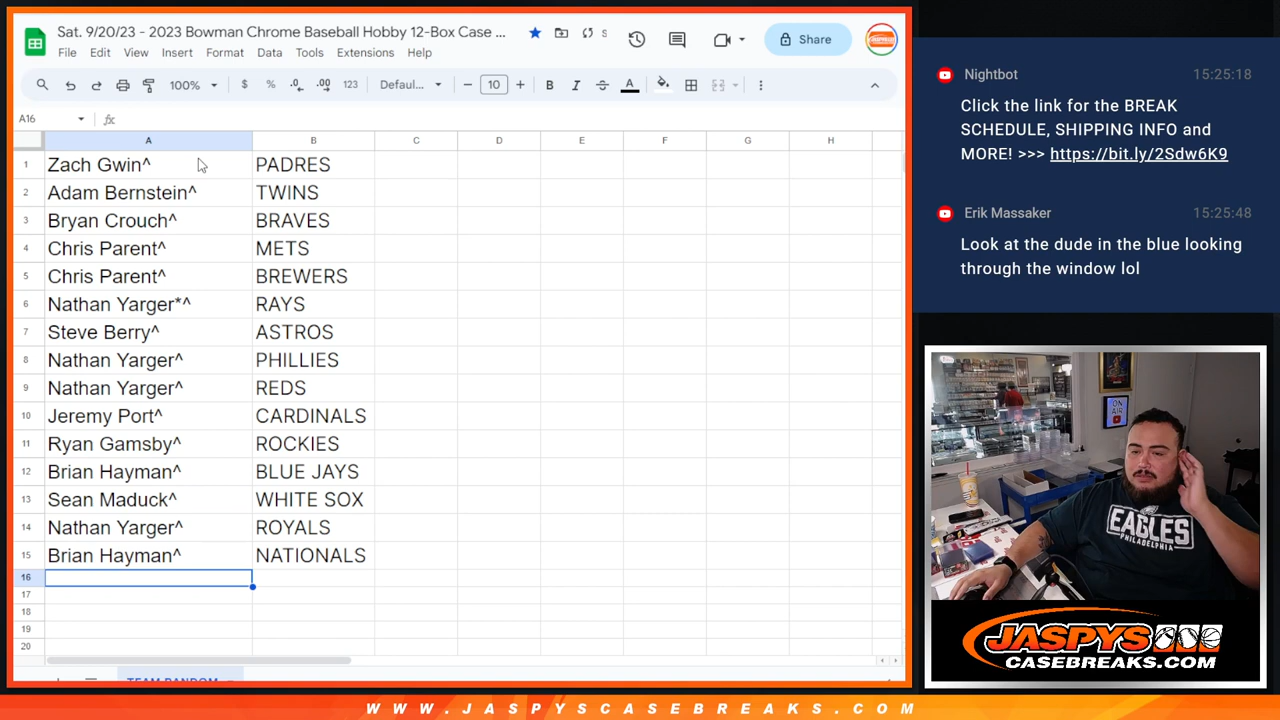 Sat. 9/20/23 - 2023 Bowman Chrome Baseball Hobby 12-Box Case ...
File Edit View Insert Format Data Tools Extensions Help
Share
100% $ % .0 .00 123 Defaul... 10 B I A
A16 fx
A B C D E F G H
1 Zach Gwin^ PADRES
2 Adam Bernstein^ TWINS
3 Bryan Crouch^ BRAVES
4 Chris Parent^ METS
5 Chris Parent^ BREWERS
6 Nathan Yarger*^ RAYS
7 Steve Berry^ ASTROS
8 Nathan Yarger^ PHILLIES
9 Nathan Yarger^ REDS
10 Jeremy Port^ CARDINALS
11 Ryan Gamsby^ ROCKIES
12 Brian Hayman^ BLUE JAYS
13 Sean Maduck^ WHITE SOX
14 Nathan Yarger^ ROYALS
15 Brian Hayman^ NATIONALS
16
17
18
19
20
TEAM RANDOM
Nightbot 15:25:18
Click the link for the BREAK
SCHEDULE, SHIPPING INFO and
MORE! >>> https://bit.ly/2Sdw6K9
Erik Massaker 15:25:48
Look at the dude in the blue looking
through the window lol
ON AIR
EAGLES
PHILADELPHIA
JASPYS
CASEBREAKS.COM
WWW.JASPYSCASEBREAKS.COM